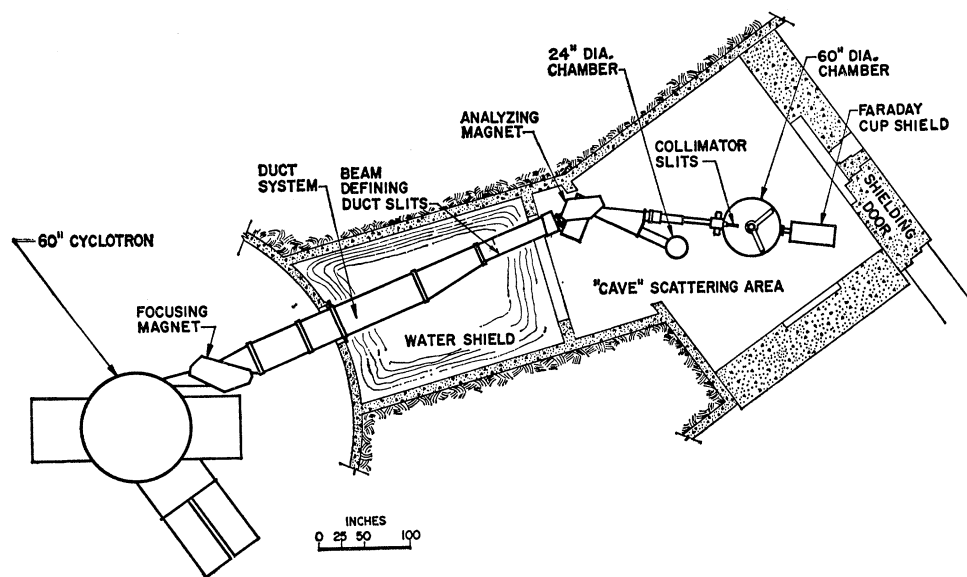 24" DIA.
CHAMBER
60" DIA.
CHAMBER
ANALYZING
MAGNET
FARADAY
CUP SHIELD
COLLIMATOR
SLITS
DUCT
SYSTEM
BEAM
DEFINING
DUCT SLITS
SHIELDING
DOOR
60" CYCLOTRON
"CAVE" SCATTERING AREA
FOCUSING
MAGNET
WATER SHIELD
INCHES
0 25 50 100